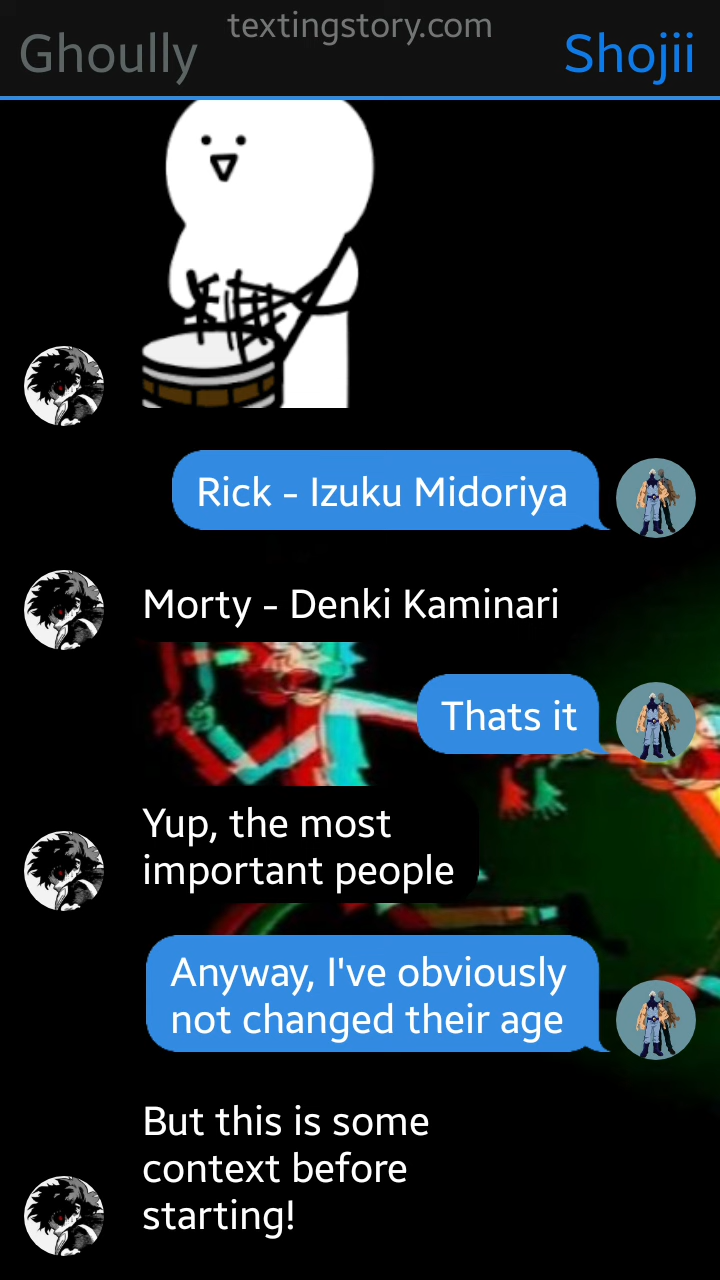 textingstory.com
Ghoully
Shojii
Rick - Izuku Midoriya
Morty - Denki Kaminari
Thats it
Yup, the most
important people
Anyway, I've obviously
not changed their age
But this is some
context before
starting!